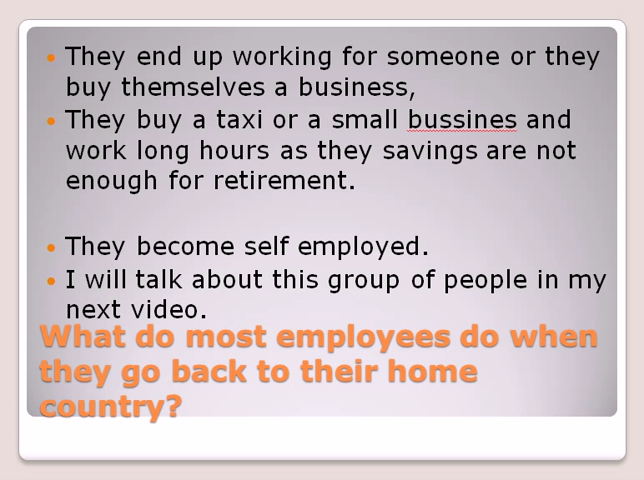 They end up working for someone or they
buy themselves a business,
They buy a taxi or a small bussines and
work long hours as they savings are not
enough for retirement.
They become self employed.
I will talk about this group of people in my
next video.
What do most employees do when
they go back to their home
country?